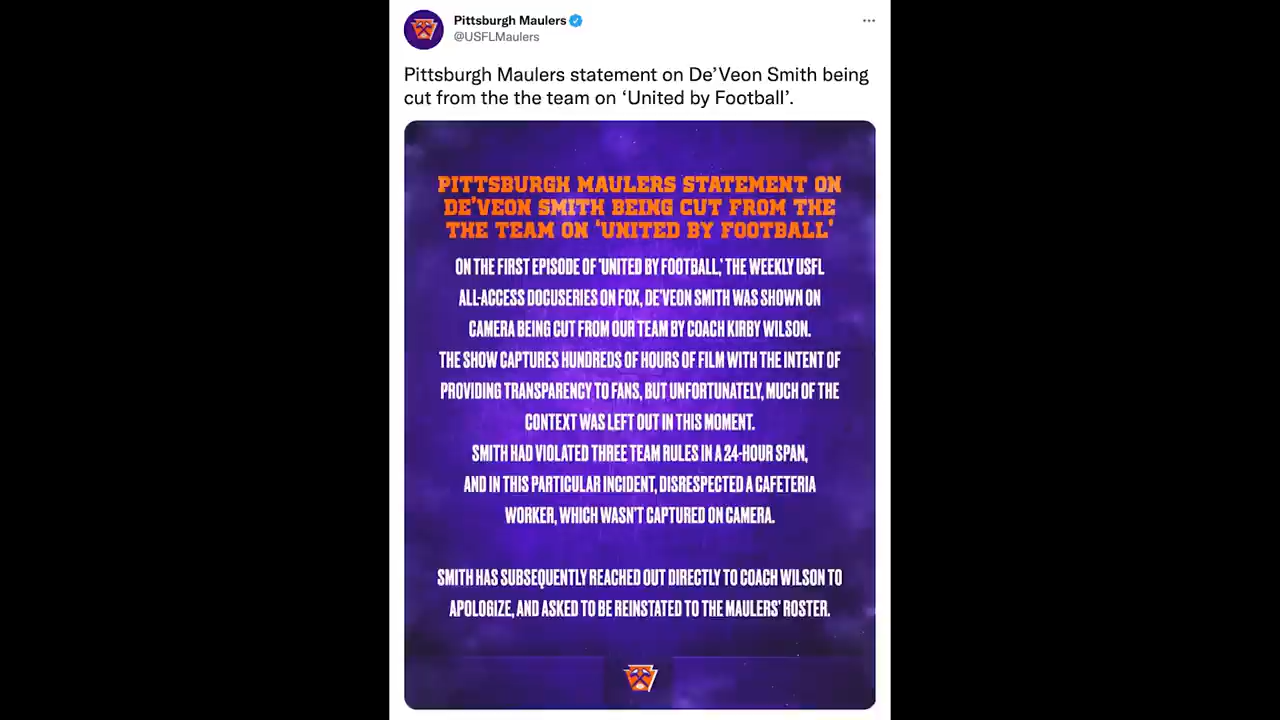 Pittsburgh Maulers
@USFLMaulers
Pittsburgh Maulers statement on De’Veon Smith being
cut from the the team on ‘United by Football’.
PITTSBURGH MAULERS STATEMENT ON
DE'VEON SMITH BEING CUT FROM THE
THE TEAM ON 'UNITED BY FOOTBALL'
ON THE FIRST EPISODE OF 'UNITED BY FOOTBALL,' THE WEEKLY USFL
ALL-ACCESS DOCUSERIES ON FOX, DE'VEON SMITH WAS SHOWN ON
CAMERA BEING CUT FROM OUR TEAM BY COACH KIRBY WILSON.
THE SHOW CAPTURES HUNDREDS OF HOURS OF FILM WITH THE INTENT OF
PROVIDING TRANSPARENCY TO FANS, BUT UNFORTUNATELY, MUCH OF THE
CONTEXT WAS LEFT OUT IN THIS MOMENT.
SMITH HAD VIOLATED THREE TEAM RULES IN A 24-HOUR SPAN,
AND IN THIS PARTICULAR INCIDENT, DISRESPECTED A CAFETERIA
WORKER, WHICH WASN'T CAPTURED ON CAMERA.
SMITH HAS SUBSEQUENTLY REACHED OUT DIRECTLY TO COACH WILSON TO
APOLOGIZE, AND ASKED TO BE REINSTATED TO THE MAULERS' ROSTER.